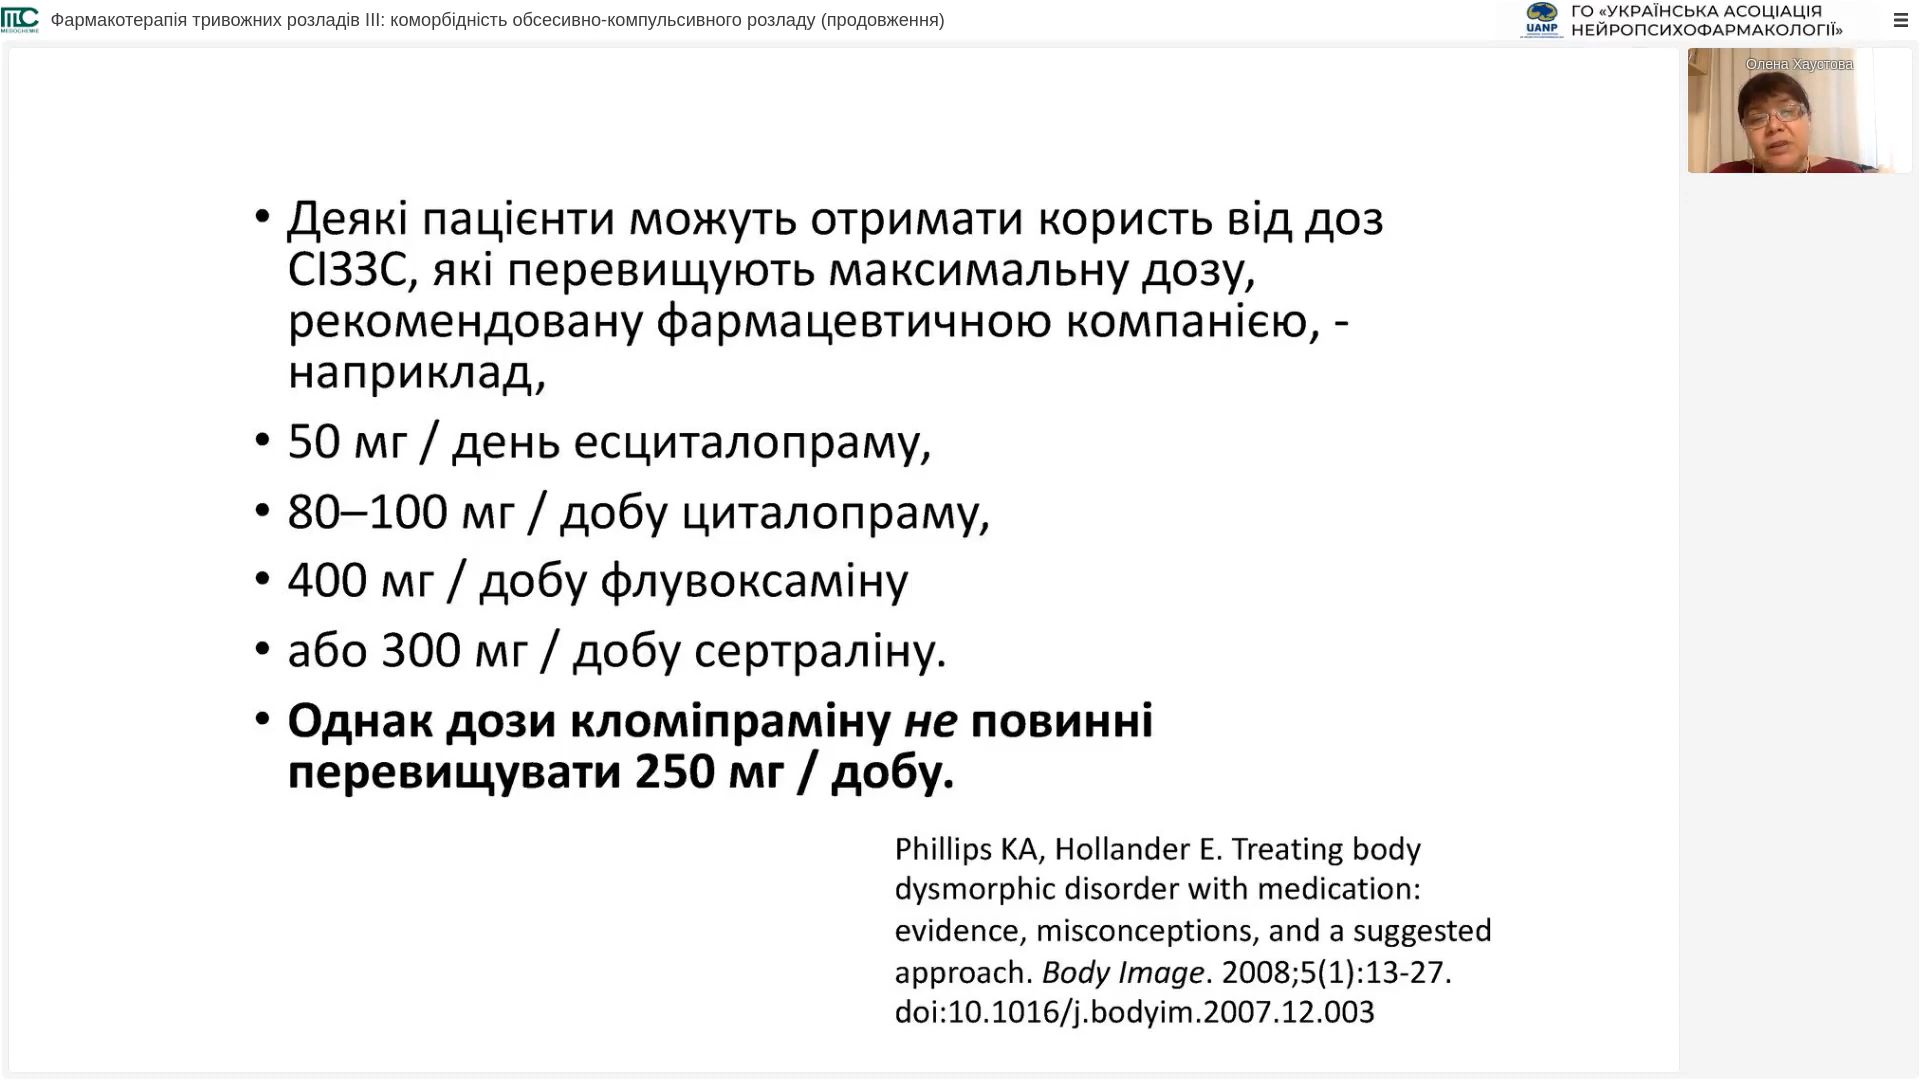 Фармакотерапія тривожних розладів III: коморбідність обсесивно-компульсивного розладу (продовження)
MEDOCHEMIE
UANP
ГО «УКРАЇНСЬКА АСОЦІАЦІЯ
НЕЙРОПСИХОФАРМАКОЛОГІЇ»
Олена Хаустова
• Деякі пацієнти можуть отримати користь від доз
СІЗЗС, які перевищують максимальну дозу,
рекомендовану фармацевтичною компанією, -
наприклад,
• 50 мг / день есциталопраму,
• 80–100 мг / добу циталопраму,
• 400 мг / добу флувоксаміну
• або 300 мг / добу сертраліну.
• Однак дози кломіпраміну не повинні
перевищувати 250 мг / добу.
Phillips KA, Hollander E. Treating body
dysmorphic disorder with medication:
evidence, misconceptions, and a suggested
approach. Body Image. 2008;5(1):13-27.
doi:10.1016/j.bodyim.2007.12.003